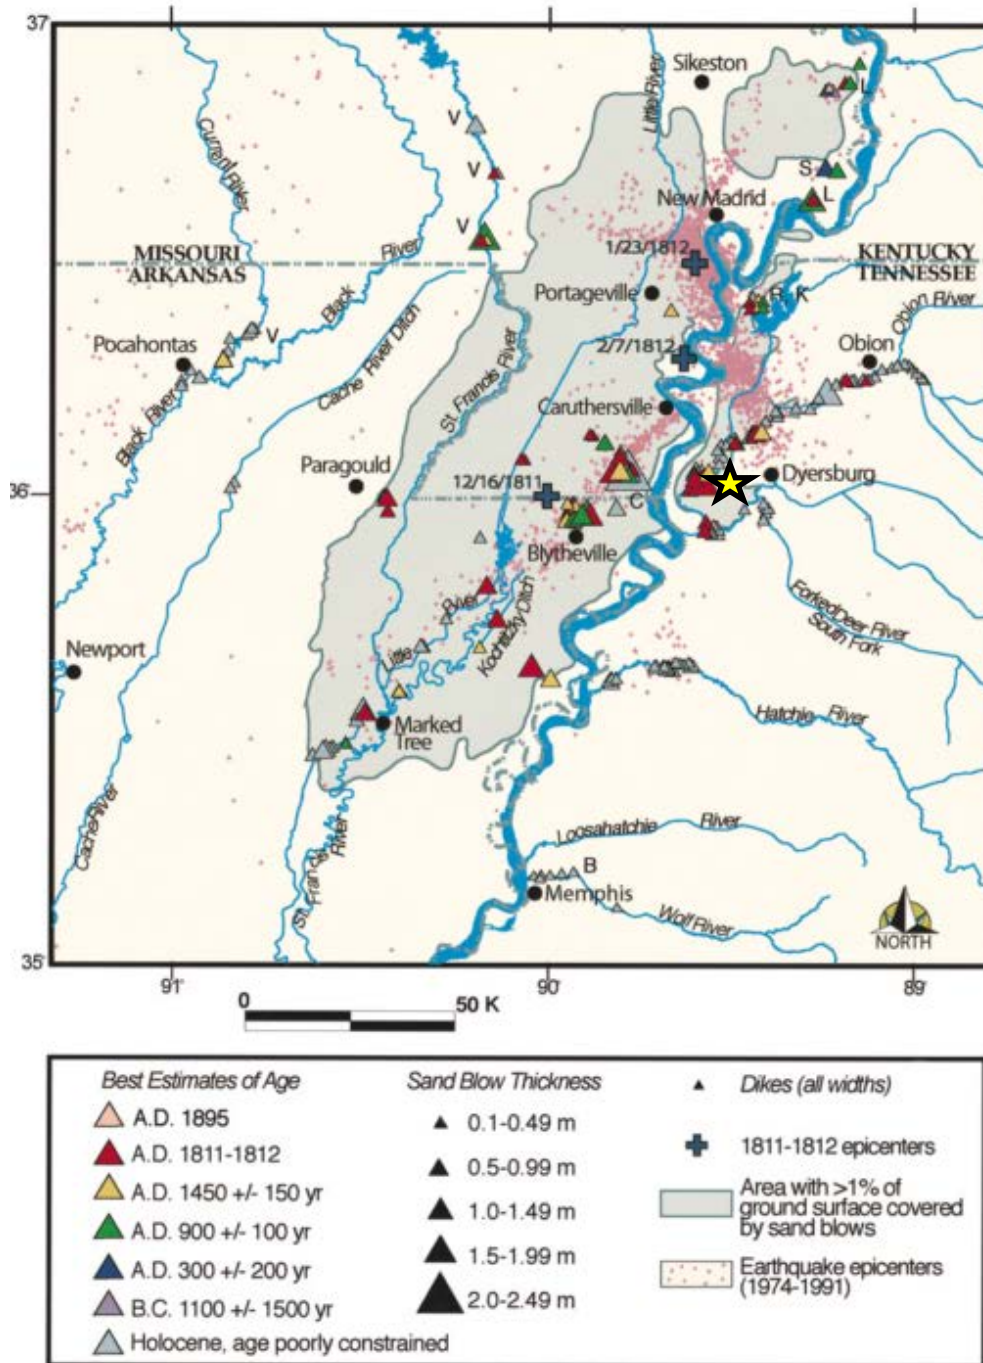 37
Sikeston
Little River
L
V
Current River
V
S
L
New Madrid
V
1/23/1812
MISSOURI
ARKANSAS
KENTUCKY
TENNESSEE
Black River
Portageville
R, K
Obion River
Pocahontas
V
Cache River Ditch
2/7/1812
Obion
St. Francis River
Caruthersville
Black River
Paragould
Dyersburg
36
12/16/1811
C
Blytheville
Little River
Kochtitzky Ditch
Forked Deer River
South Fork
Newport
Hatchie River
Marked
Tree
Cache River
St. Francis River
Loosahatchie River
B
Memphis
Wolf River
NORTH
35°
91°
90
89'
0 50 K
Best Estimates of Age
A.D. 1895
A.D. 1811-1812
A.D. 1450 +/- 150 yr
A.D. 900 +/- 100 yr
A.D. 300 +/- 200 yr
B.C. 1100 +/- 1500 yr
Holocene, age poorly constrained
Sand Blow Thickness
0.1-0.49 m
0.5-0.99 m
1.0-1.49 m
1.5-1.99 m
2.0-2.49 m
Dikes (all widths)
1811-1812 epicenters
Area with >1% of
ground surface covered
by sand blows
Earthquake epicenters
(1974-1991)